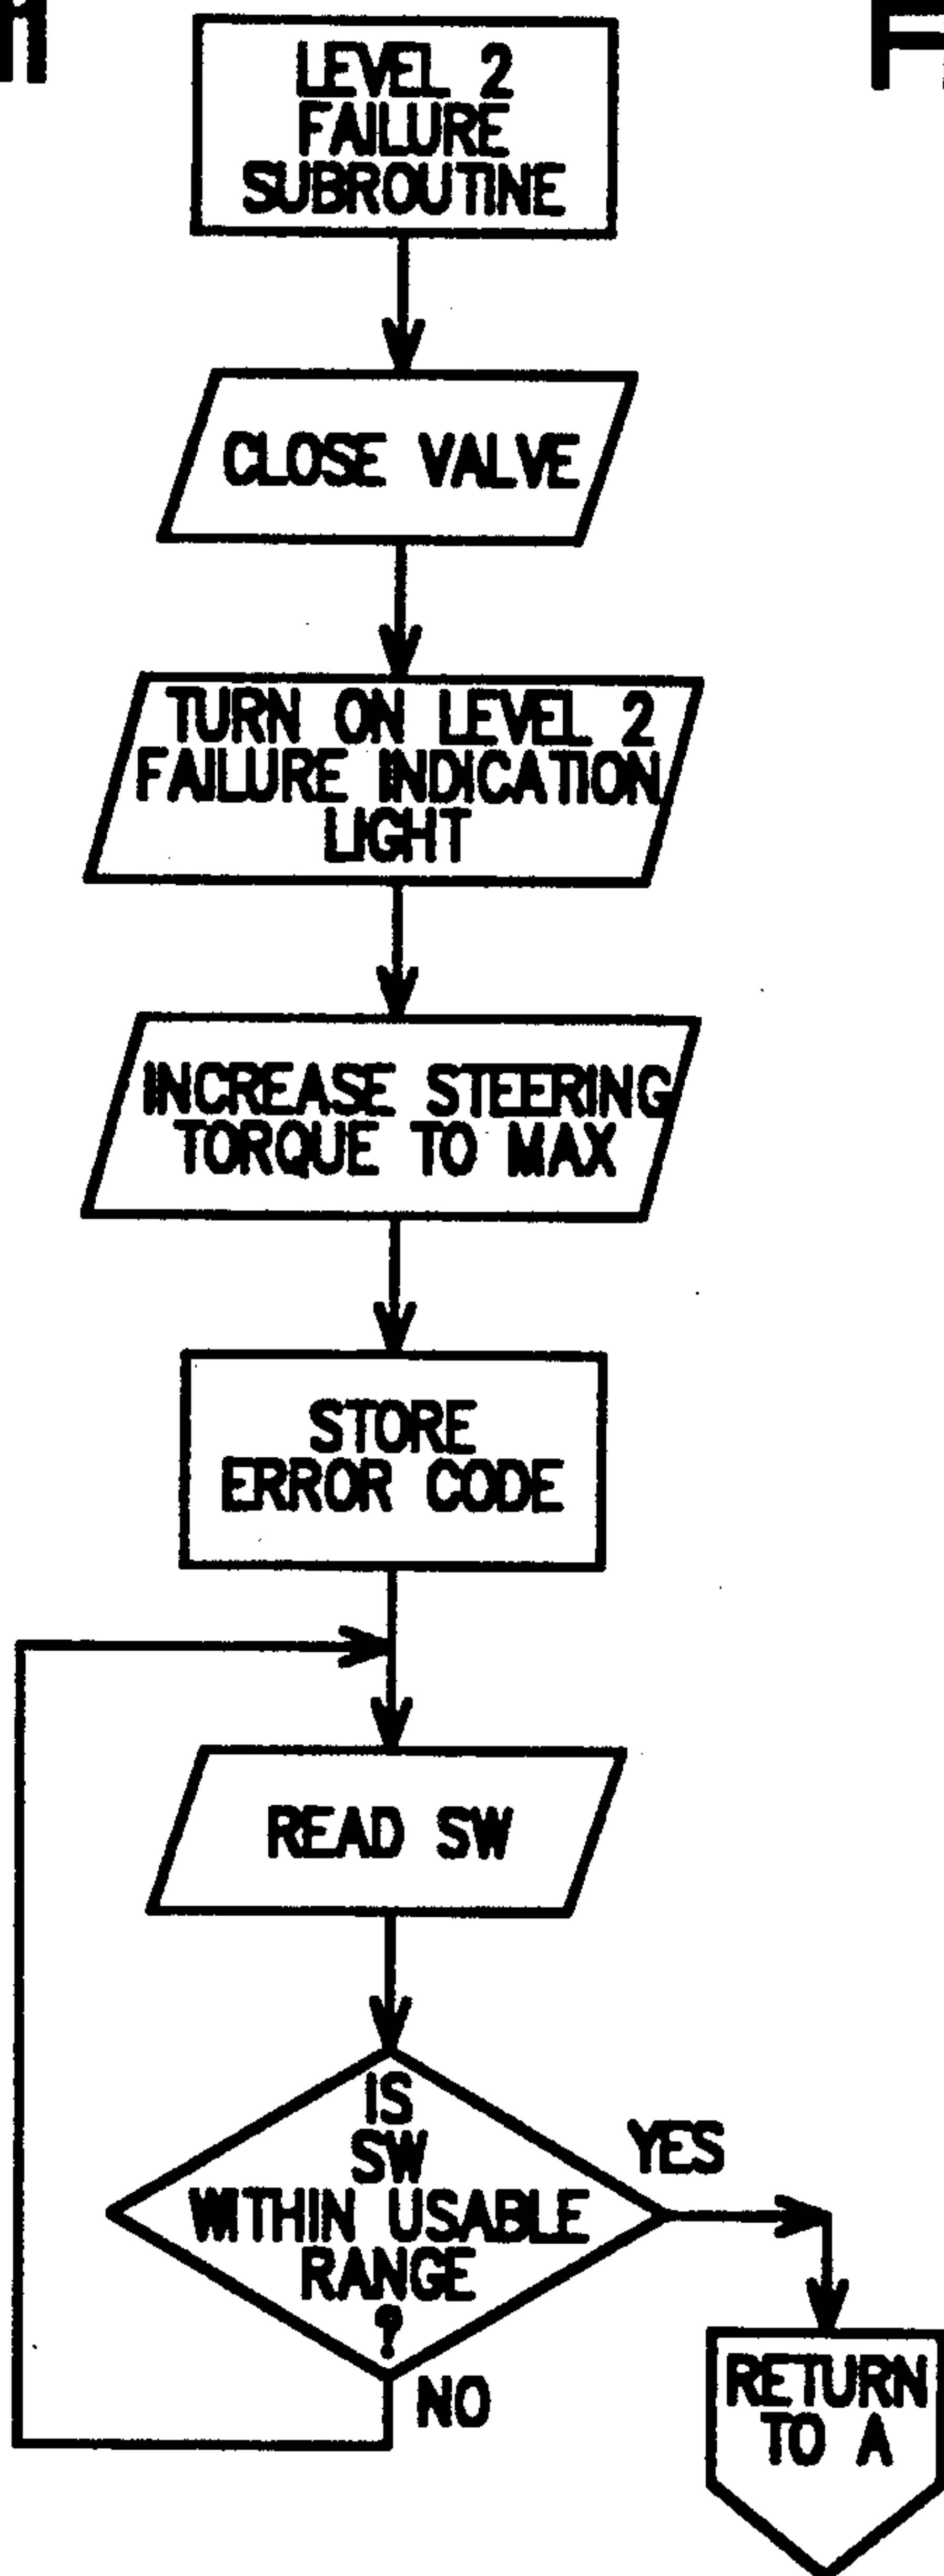 LEVEL 2
FAILURE
SUBROUTINE
CLOSE VALVE
TURN ON LEVEL 2
FAILURE INDICATION
LIGHT
INCREASE STEERING
TORQUE TO MAX
STORE
ERROR CODE
READ SW
IS
SW
WITHIN USABLE
RANGE
?
YES
NO
RETURN
TO A